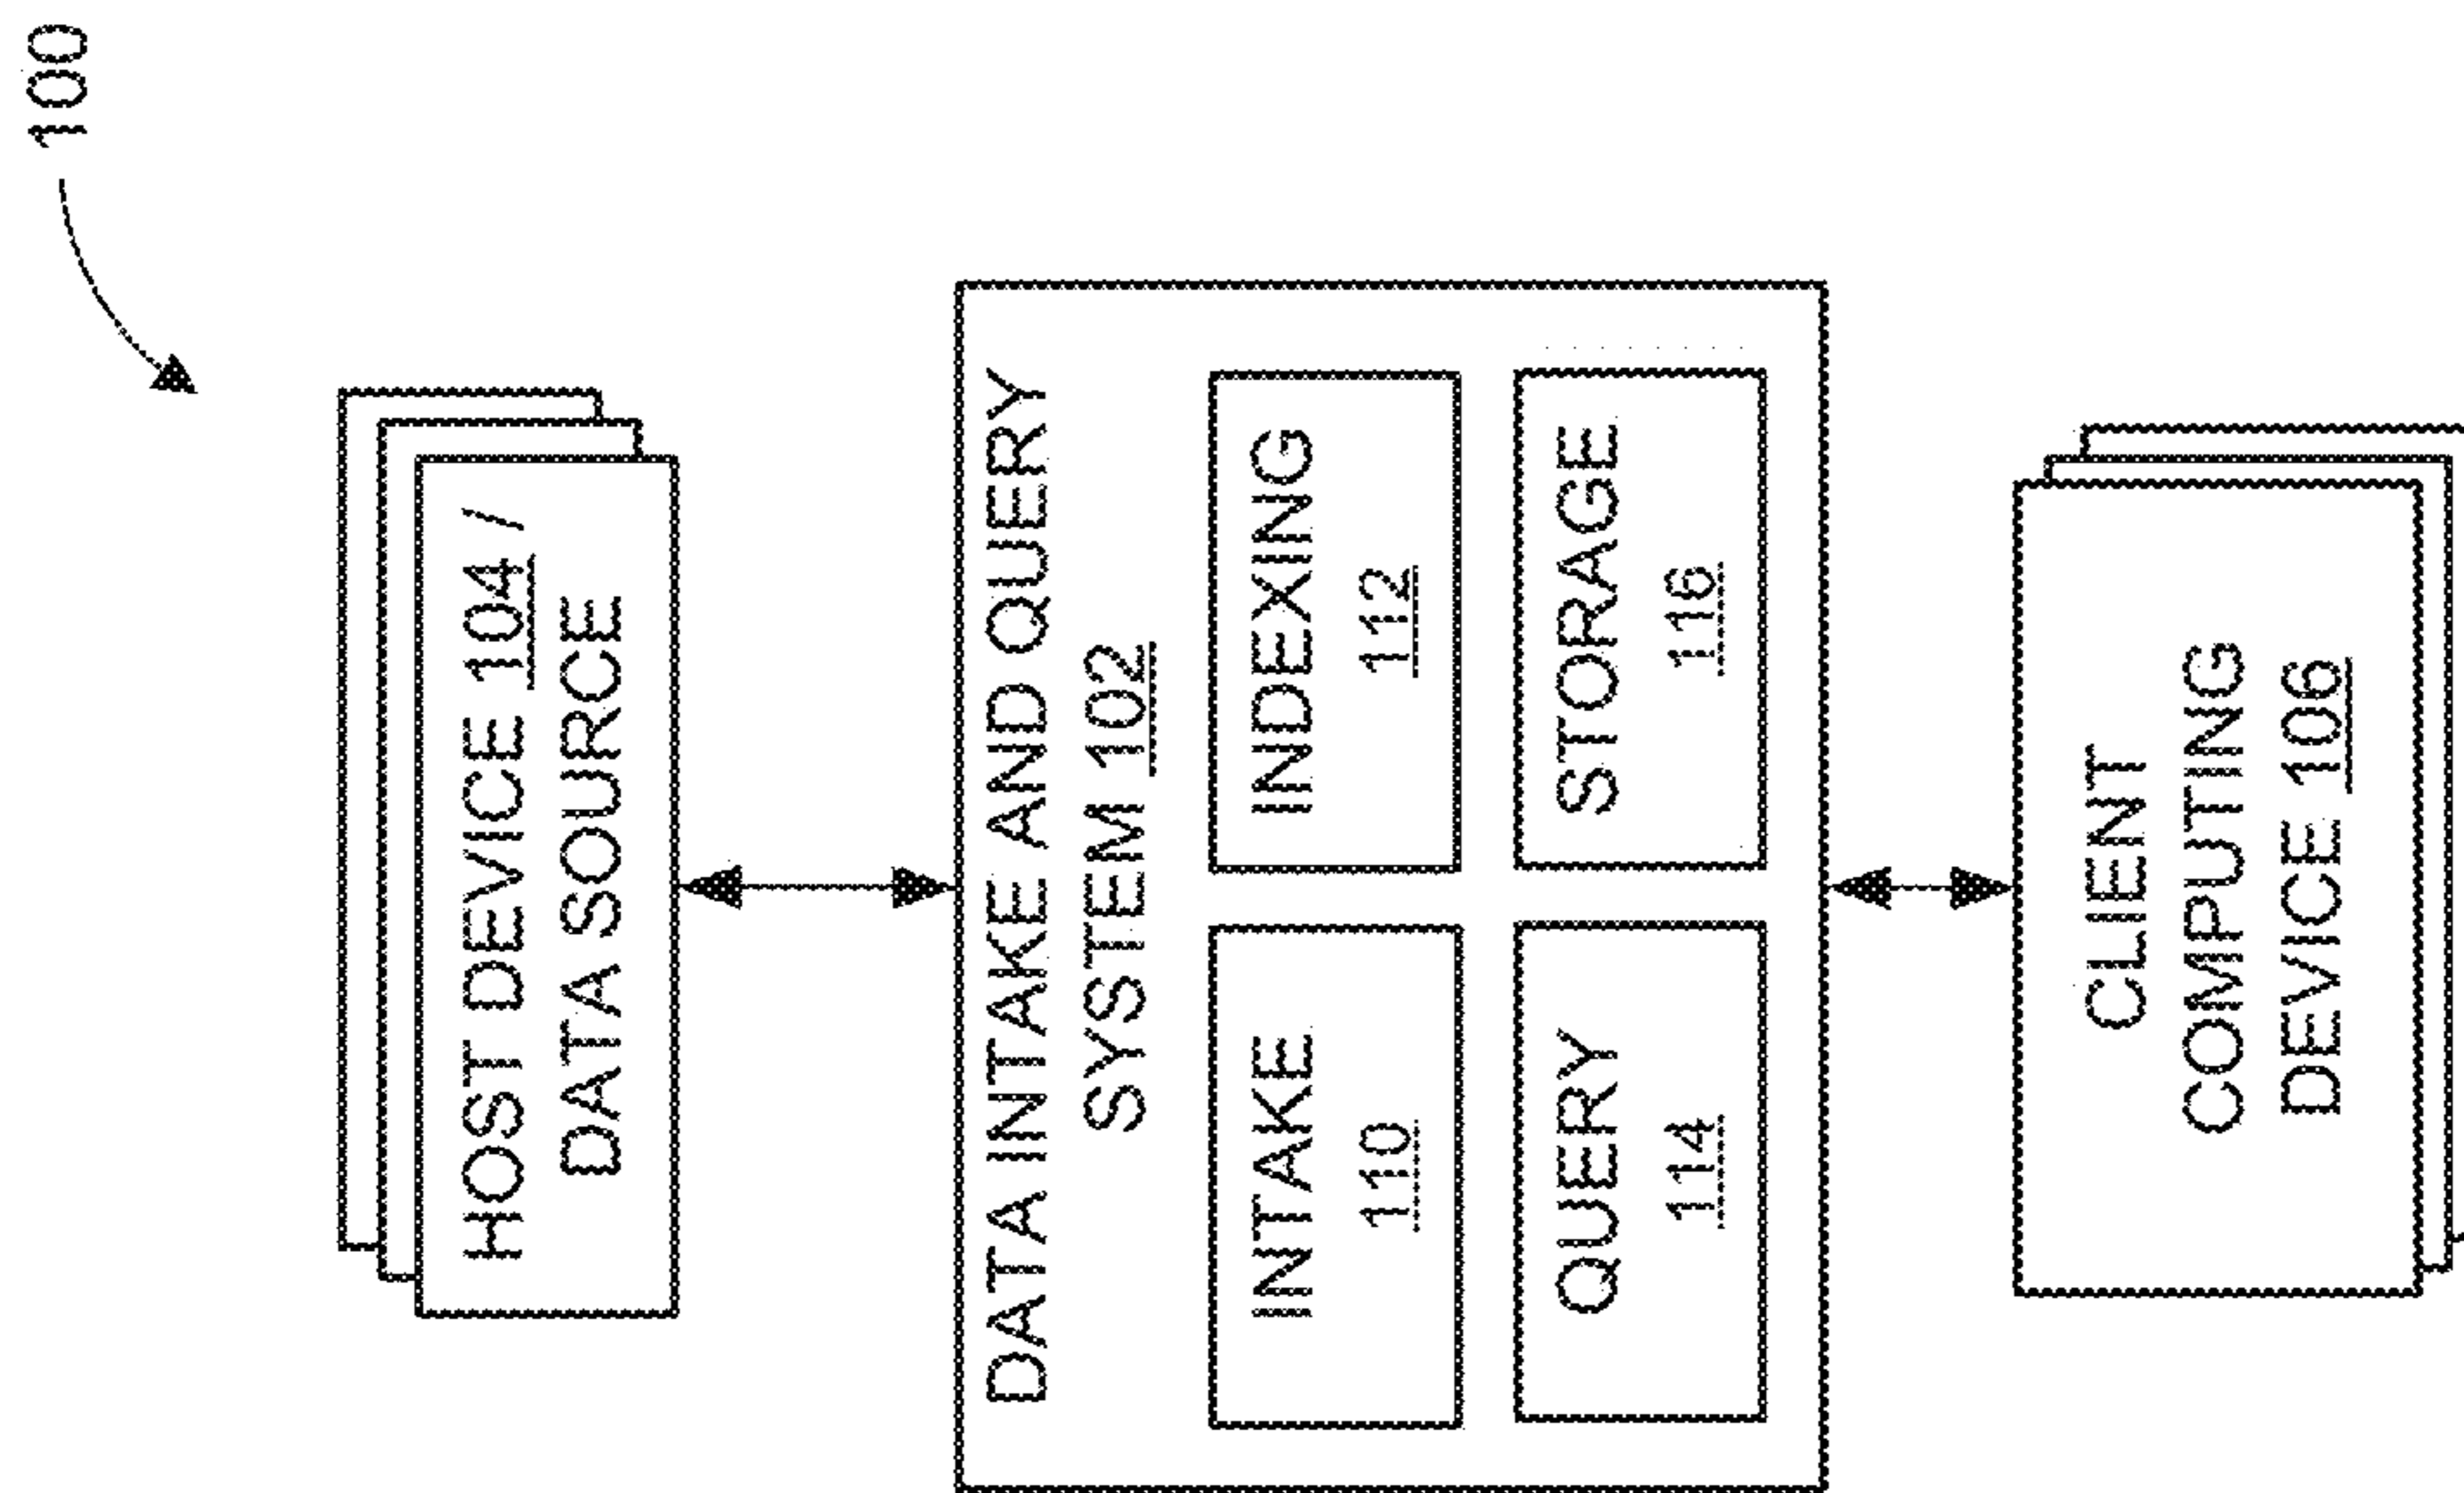 100
HOST DEVICE 104 /
DATA SOURCE
DATA INTAKE AND QUERY
SYSTEM 102
INTAKE
110
INDEXING
112
QUERY
114
STORAGE
116
CLIENT
COMPUTING
DEVICE 106